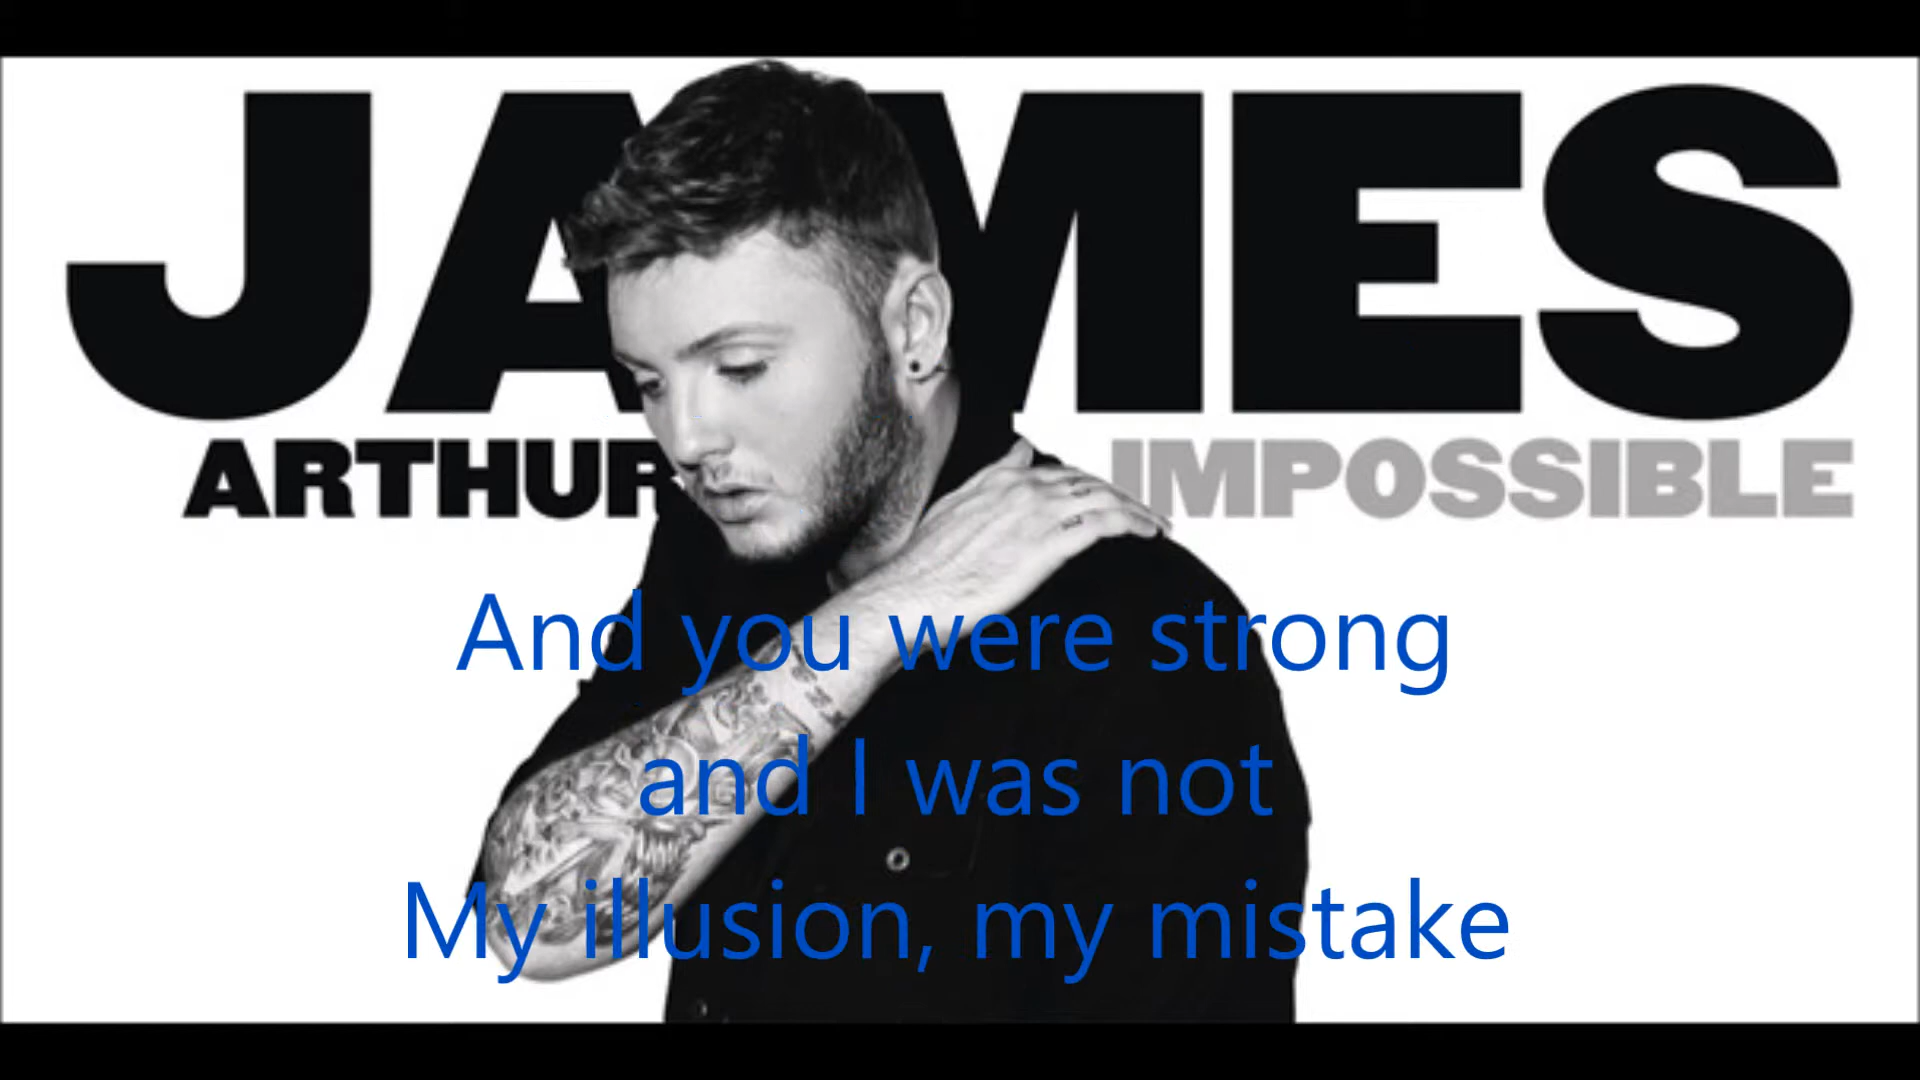 JAMES
ARTHUR IMPOSSIBLE
And you were strong
and I was not
My illusion, my mistake